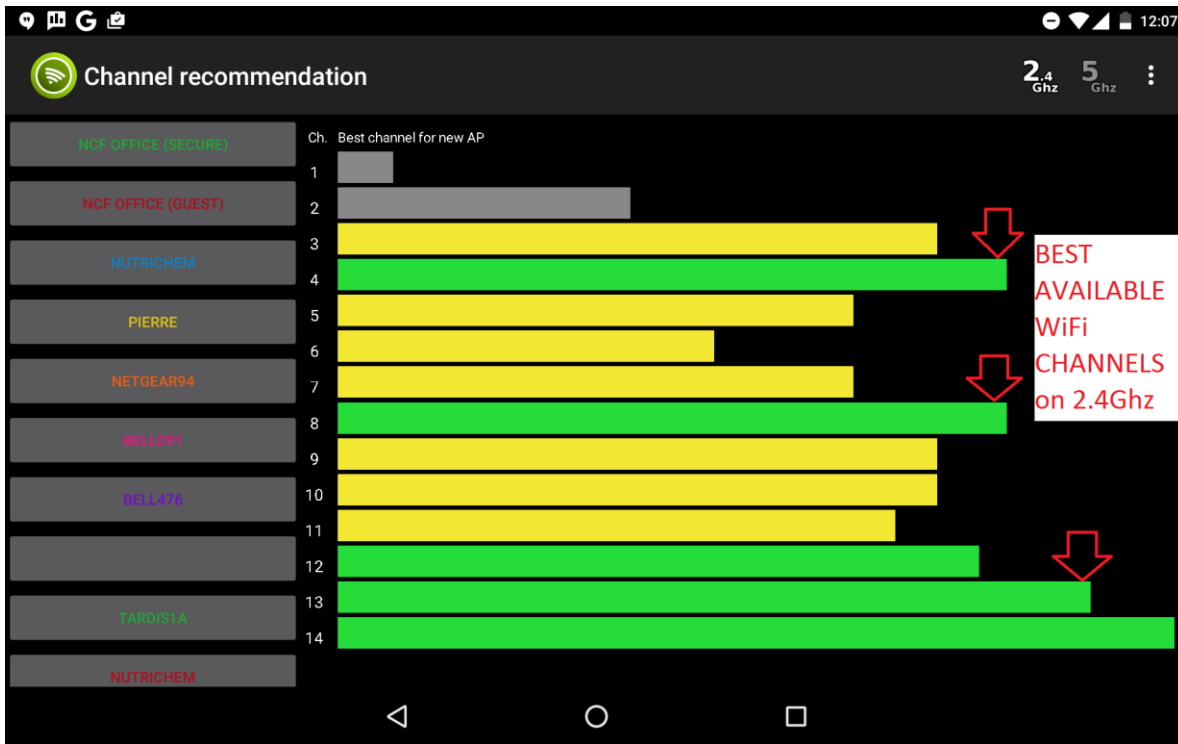 12:07
Channel recommendation
2.4 Ghz
5 Ghz
NCF OFFICE (SECURE)
NCF OFFICE (GUEST)
NUTRICHEM
PIERRE
NETGEAR94
BELL091
BELL476
TARDIS1A
NUTRICHEM
Ch. Best channel for new AP
1
2
3
4
5
6
7
8
9
10
11
12
13
14
BEST
AVAILABLE
WiFi
CHANNELS
on 2.4Ghz